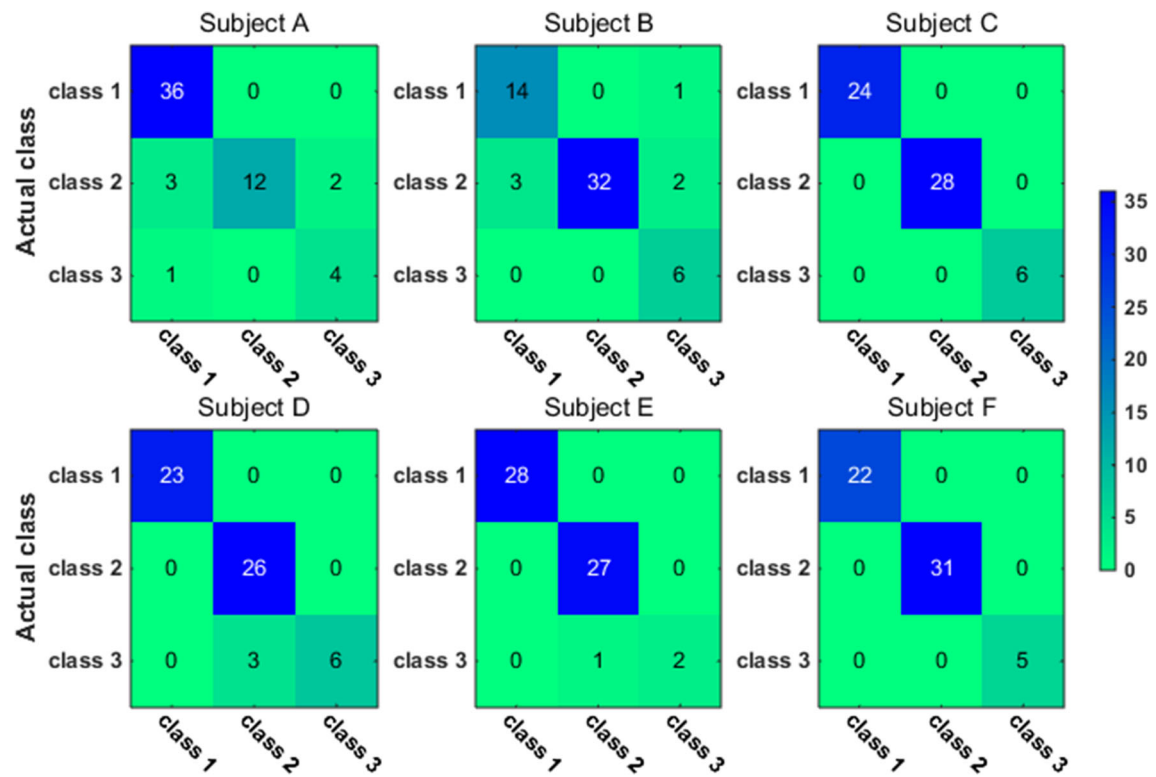 Subject A Subject B Subject C
Actual class
class 1 36 0 0 class 1 14 0 1 class 1 24 0 0
class 2 3 12 2 class 2 3 32 2 class 2 0 28 0
class 3 1 0 4 class 3 0 0 6 class 3 0 0 6
class 1 class 2 class 3 class 1 class 2 class 3 class 1 class 2 class 3
Subject D Subject E Subject F
Actual class
class 1 23 0 0 class 1 28 0 0 class 1 22 0 0
class 2 0 26 0 class 2 0 27 0 class 2 0 31 0
class 3 0 3 6 class 3 0 1 2 class 3 0 0 5
class 1 class 2 class 3 class 1 class 2 class 3 class 1 class 2 class 3
35
30
25
20
15
10
5
0